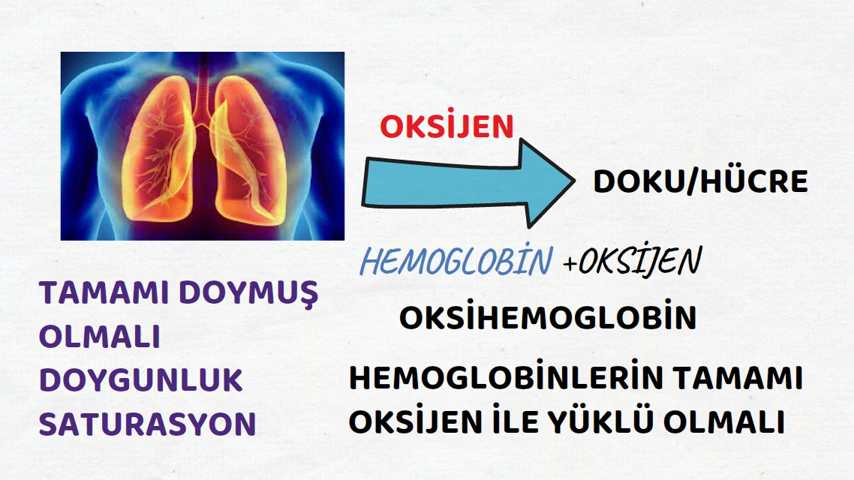 OKSİJEN
DOKU/HÜCRE
HEMOGLOBİN +OKSİJEN
OKSİHEMOGLOBİN
HEMOGLOBİNLERİN TAMAMI
OKSİJEN İLE YÜKLÜ OLMALI
TAMAMI DOYMUŞ
OLMALI
DOYGUNLUK
SATURASYON